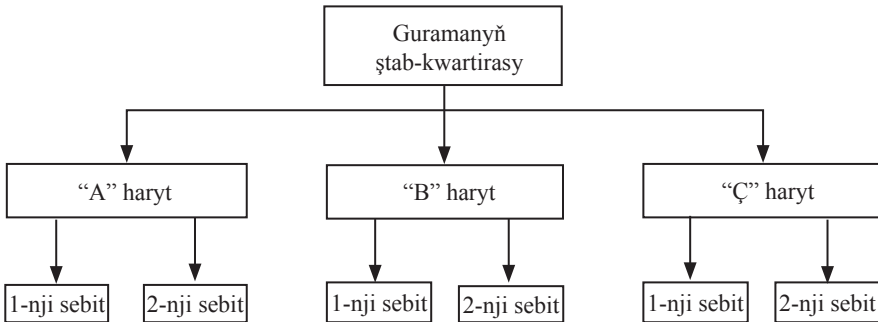 Guramanyň
ştab-kwartirasy
“A” haryt
“B” haryt
“Ç” haryt
1-nji sebit
2-nji sebit
1-nji sebit
2-nji sebit
1-nji sebit
2-nji sebit